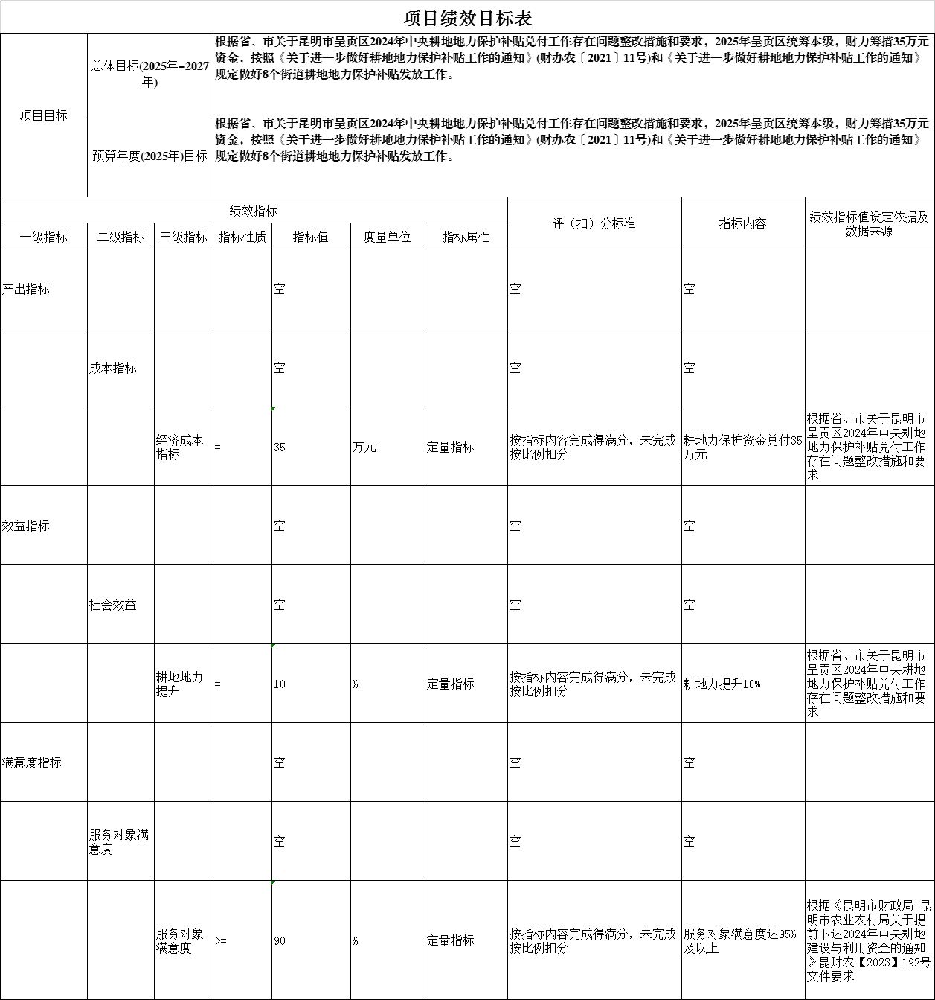 项目绩效目标表
项目目标
总体目标(2025年–2027
年)
根据省、市关于昆明市呈贡区2024年中央耕地地力保护补贴兑付工作存在问题整改措施和要求，2025年呈贡区统筹本级，财力筹措35万元
资金，按照《关于进一步做好耕地地力保护补贴工作的通知》(财办农〔2021〕11号)和《关于进一步做好耕地地力保护补贴工作的通知》
规定做好8个街道耕地地力保护补贴发放工作。
预算年度(2025年)目标
根据省、市关于昆明市呈贡区2024年中央耕地地力保护补贴兑付工作存在问题整改措施和要求，2025年呈贡区统筹本级，财力筹措35万元
资金，按照《关于进一步做好耕地地力保护补贴工作的通知》(财办农〔2021〕11号)和《关于进一步做好耕地地力保护补贴工作的通知》
规定做好8个街道耕地地力保护补贴发放工作。
绩效指标
评（扣）分标准
指标内容
绩效指标值设定依据及
数据来源
一级指标
二级指标
三级指标
指标性质
指标值
度量单位
指标属性
产出指标
空
空
空
成本指标
空
空
空
经济成本
指标
=
35
万元
定量指标
按指标内容完成得满分，未完成
按比例扣分
耕地力保护资金兑付35
万元
根据省、市关于昆明市
呈贡区2024年中央耕地
地力保护补贴兑付工作
存在问题整改措施和要
求
效益指标
空
空
空
社会效益
空
空
空
耕地地力
提升
=
10
%
定量指标
按指标内容完成得满分，未完成
按比例扣分
耕地力提升10%
根据省、市关于昆明市
呈贡区2024年中央耕地
地力保护补贴兑付工作
存在问题整改措施和要
求
满意度指标
空
空
空
服务对象满
意度
空
空
空
服务对象
满意度
>=
90
%
定量指标
按指标内容完成得满分，未完成
按比例扣分
服务对象满意度达95%
及以上
根据《昆明市财政局 昆
明市农业农村局关于提
前下达2024年中央耕地
建设与利用资金的通知
》昆财农【2023】192号
文件要求